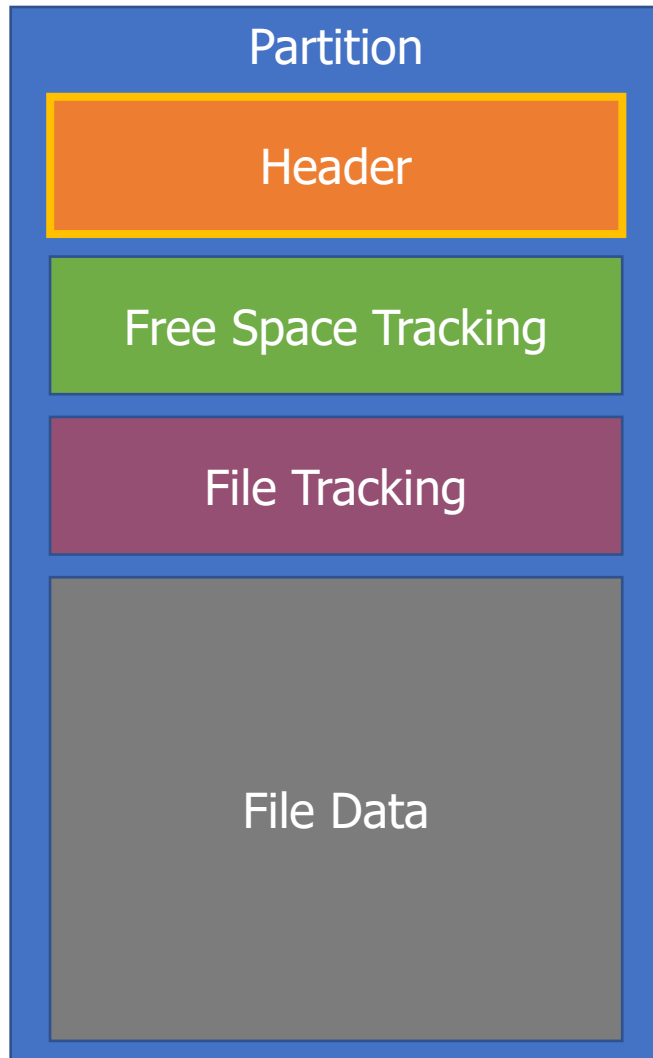 Partition
Header
Free Space Tracking
File Tracking
File Data